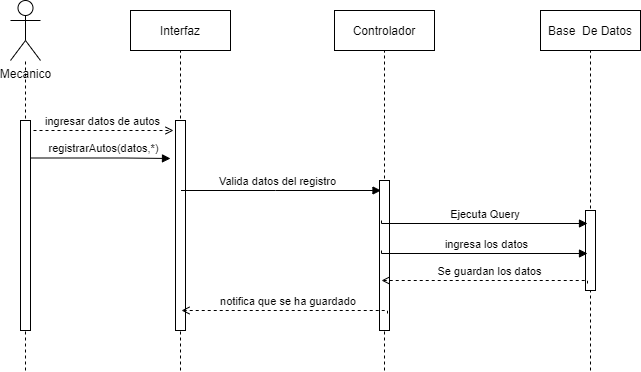 Interfaz
Controlador
Base De Datos
Mecánico
ingresar datos de autos
registrarAutos(datos,*)
Valida datos del registro
Ejecuta Query
ingresa los datos
Se guardan los datos
notifica que se ha guardado